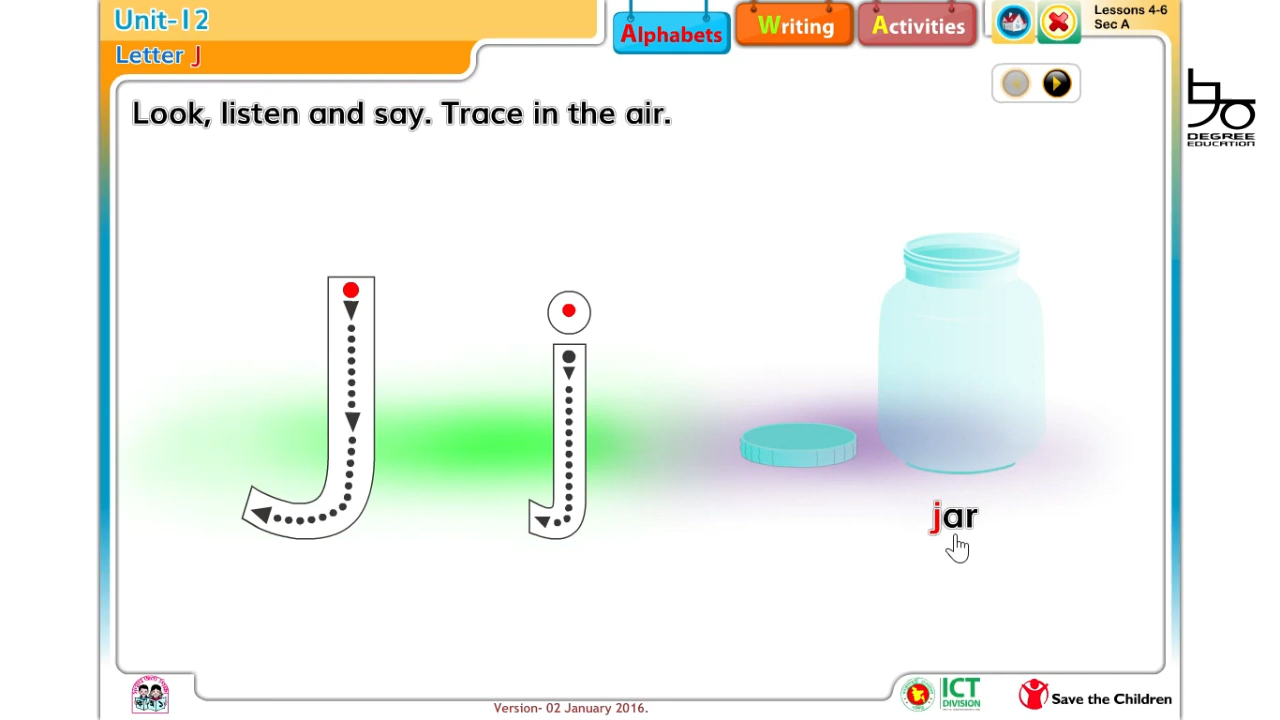 Unit-12
Letter J
Alphabets
Writing
Activities
Lessons 4-6
Sec A
DEGREE
EDUCATION
Look, listen and say. Trace in the air.
J
j
jar
Version- 02 January 2016.
ICT
DIVISION
Save the Children